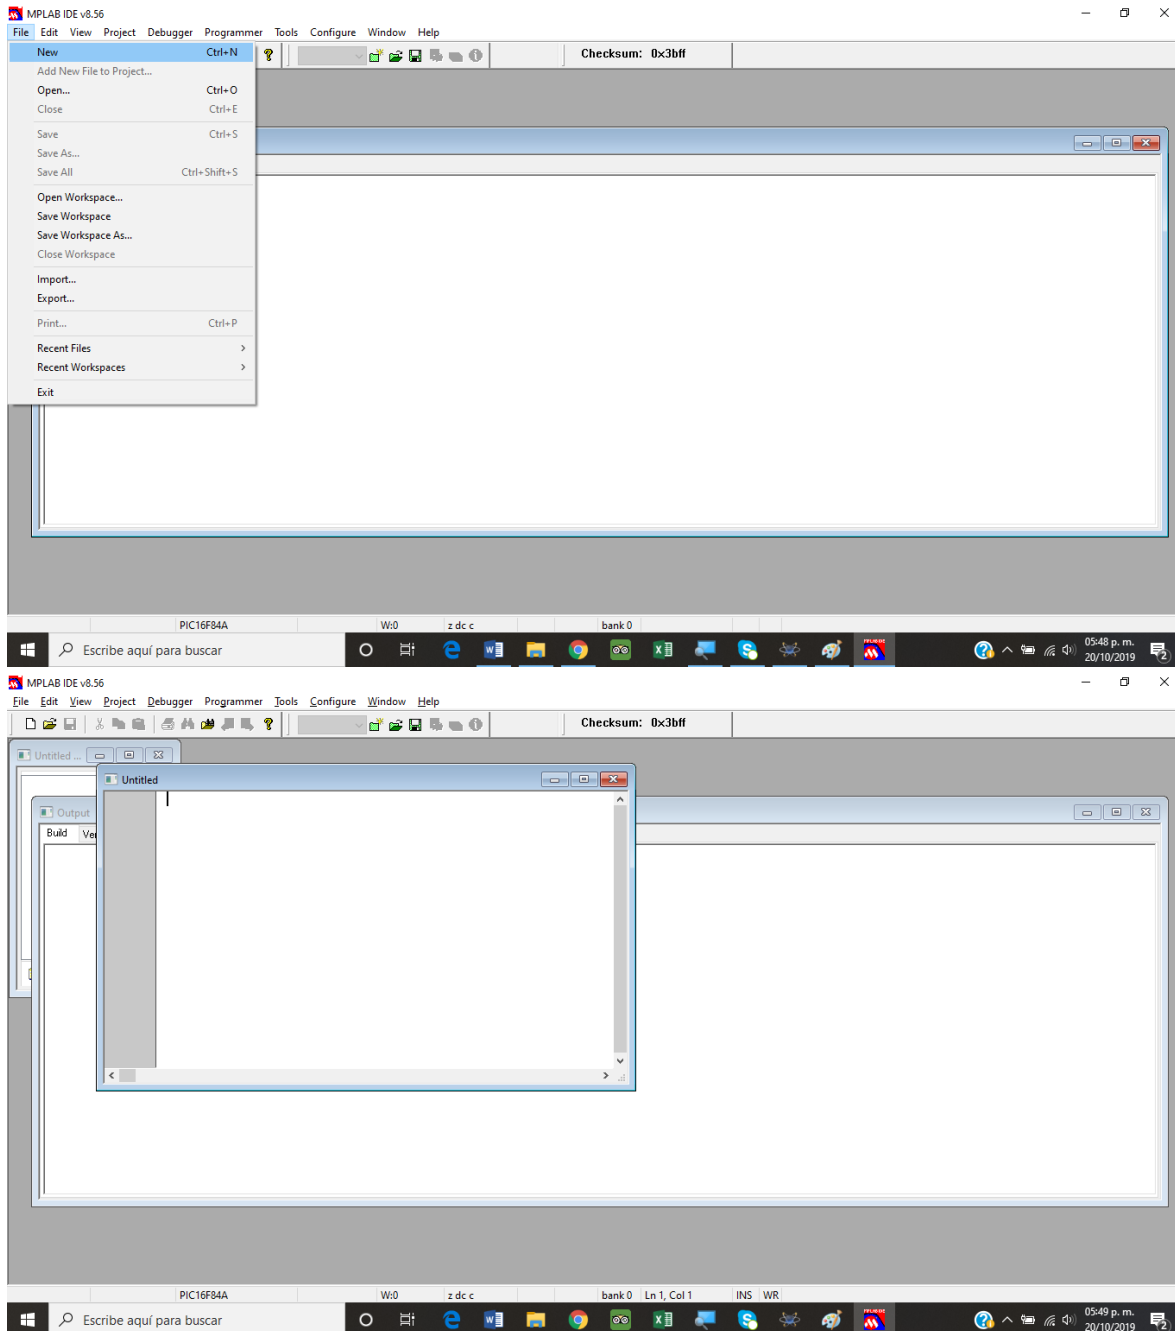 MPLAB IDE v8.56
File Edit View Project Debugger Programmer Tools Configure Window Help
Checksum: 0x3bff
New Ctrl+N
Add New File to Project...
Open... Ctrl+O
Close Ctrl+E
Save Ctrl+S
Save As...
Save All Ctrl+Shift+S
Open Workspace...
Save Workspace
Save Workspace As...
Close Workspace
Import...
Export...
Print... Ctrl+P
Recent Files
Recent Workspaces
Exit
PIC16F84A W:0 z dc c bank 0
Escribe aquí para buscar
05:48 p. m.
20/10/2019
MPLAB IDE v8.56
File Edit View Project Debugger Programmer Tools Configure Window Help
Checksum: 0x3bff
Untitled ...
Untitled
Output
Build
PIC16F84A W:0 z dc c bank 0 Ln 1, Col 1 INS WR
Escribe aquí para buscar
05:49 p. m.
20/10/2019